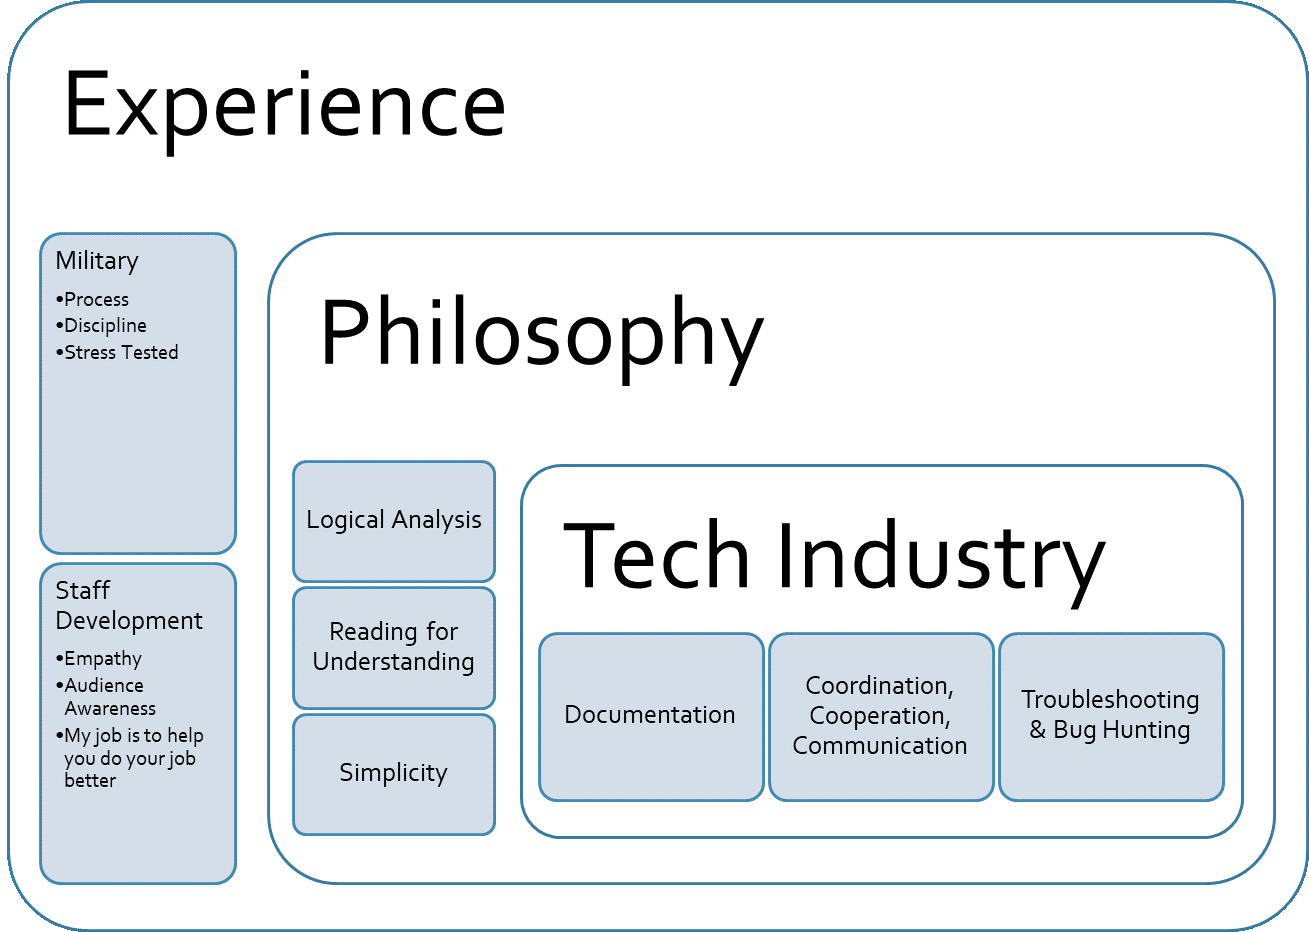 Experience
Military
•Process
•Discipline
•Stress Tested
Staff
Development
•Empathy
•Audience
Awareness
•My job is to help
you do your job
better
Philosophy
Logical Analysis
Reading for
Understanding
Simplicity
Tech Industry
Documentation
Coordination,
Cooperation,
Communication
Troubleshooting
& Bug Hunting